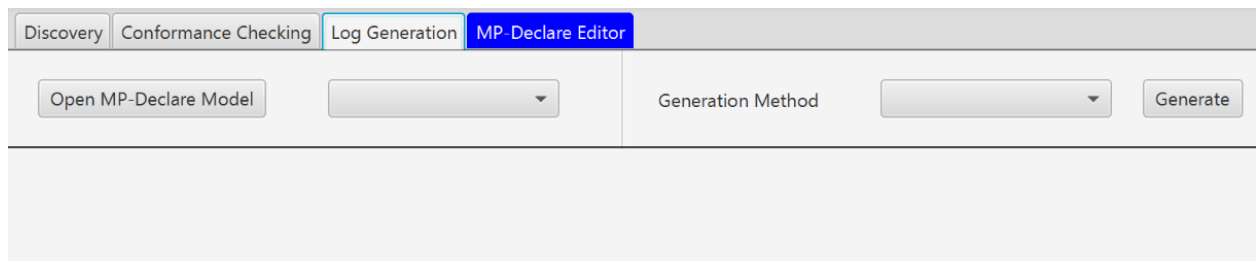 Discovery Conformance Checking Log Generation MP-Declare Editor
Open MP-Declare Model Generation Method Generate